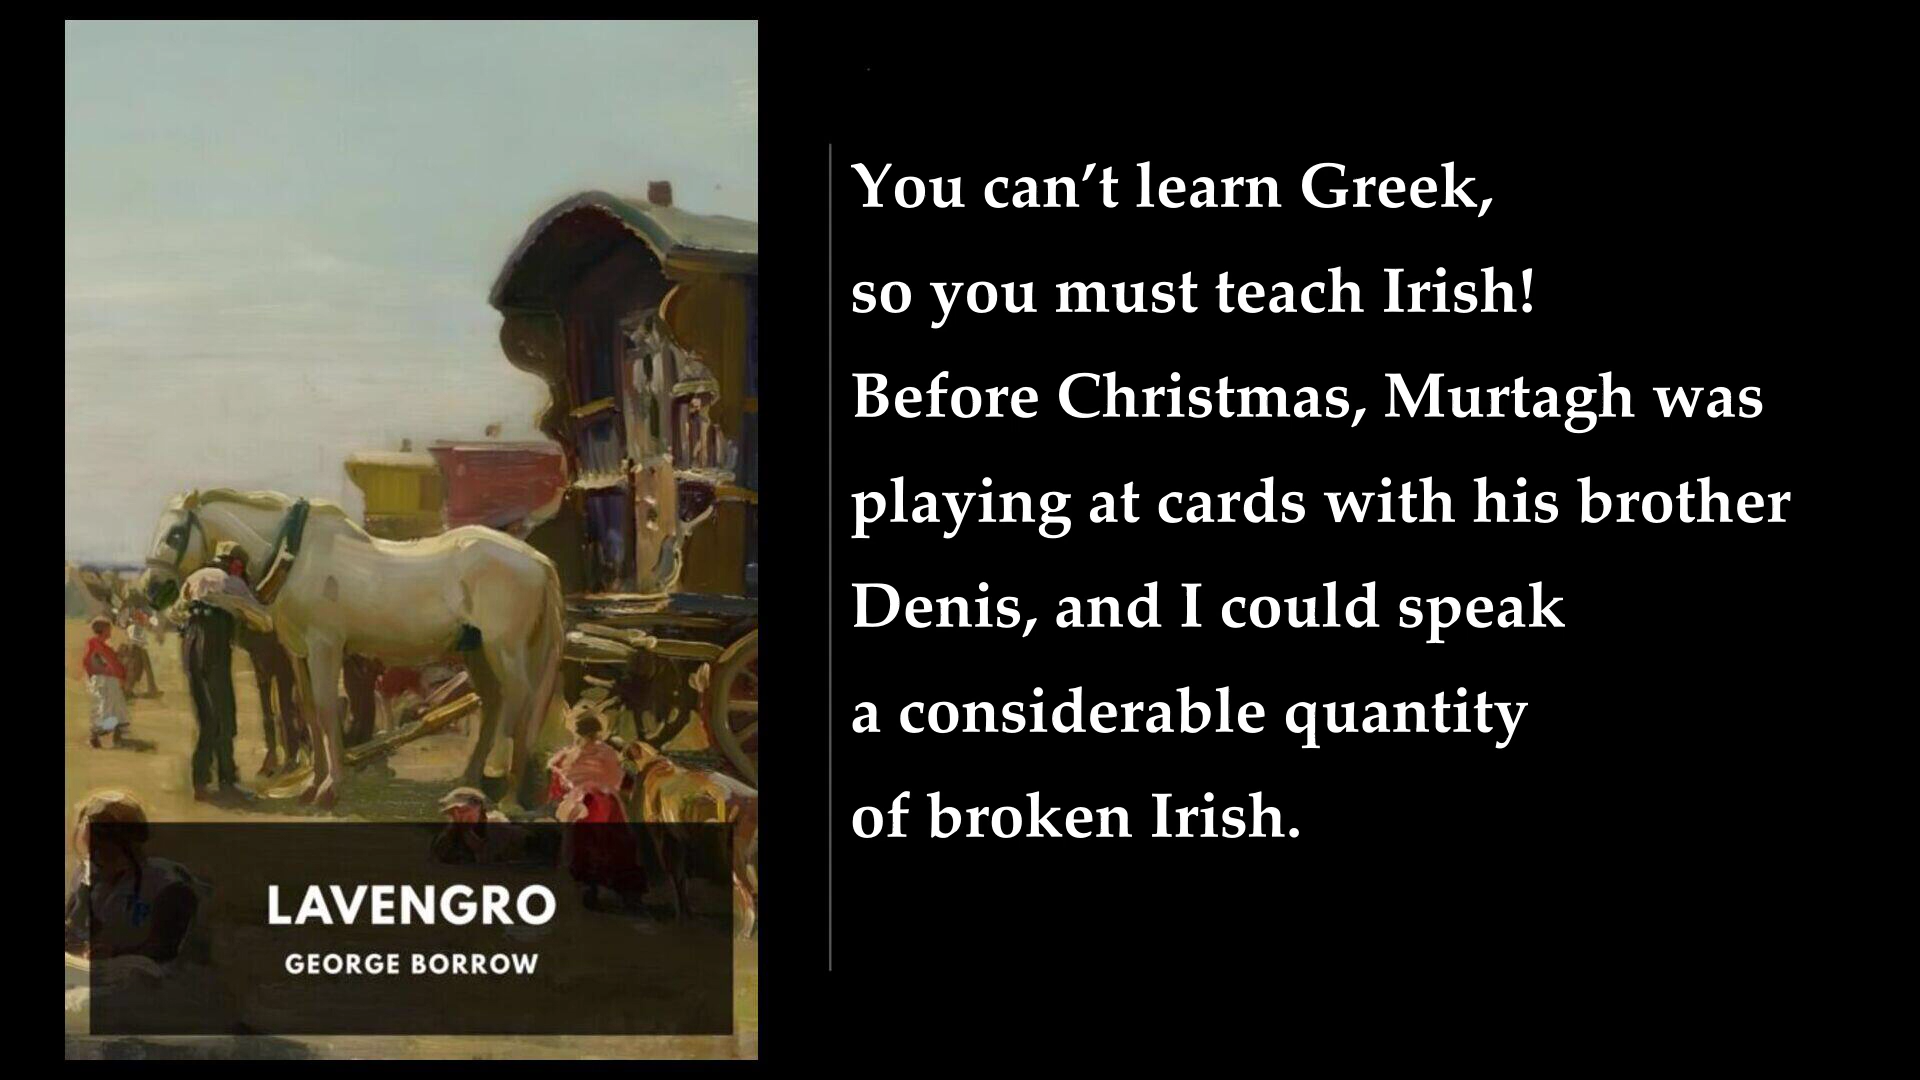 LAVENGRO
GEORGE BORROW
You can’t learn Greek,
so you must teach Irish!
Before Christmas, Murtagh was
playing at cards with his brother
Denis, and I could speak
a considerable quantity
of broken Irish.